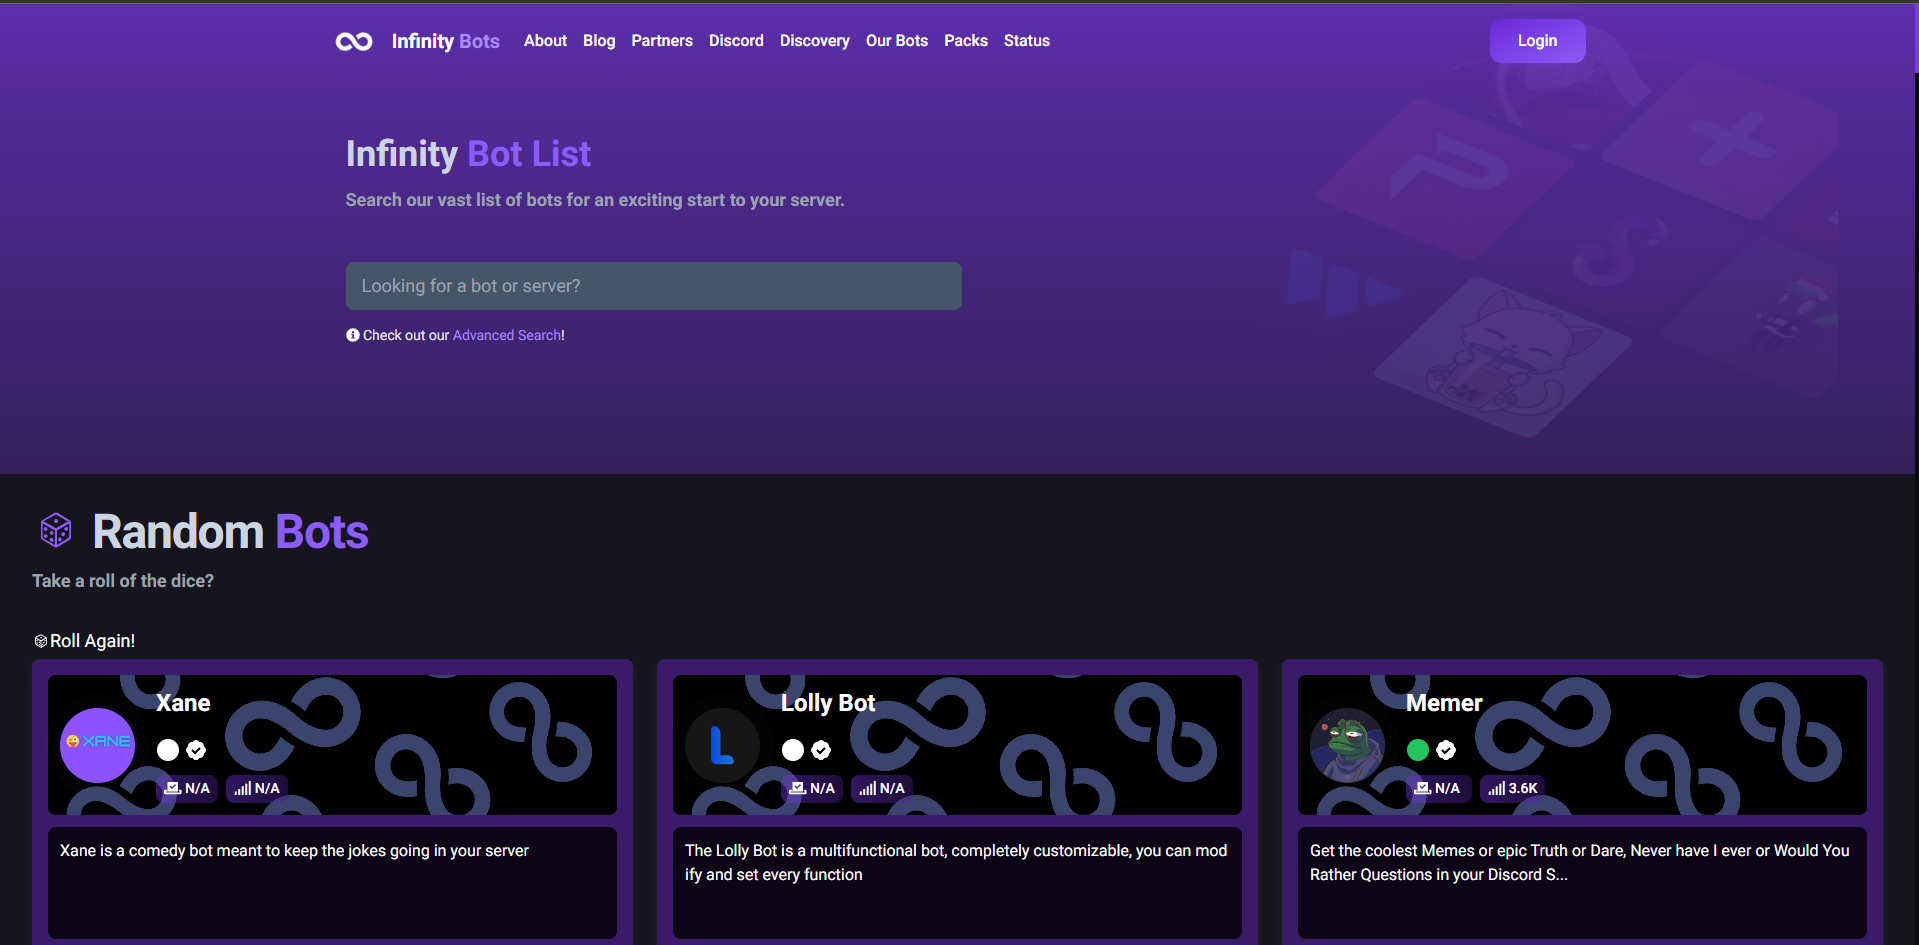 Infinity Bots About Blog Partners Discord Discovery Our Bots Packs Status Login
Infinity Bot List
Search our vast list of bots for an exciting start to your server.
Looking for a bot or server?
Check out our Advanced Search!
Random Bots
Take a roll of the dice?
Roll Again!
Xane
XANE
N/A N/A
Xane is a comedy bot meant to keep the jokes going in your server
Lolly Bot
L
N/A N/A
The Lolly Bot is a multifunctional bot, completely customizable, you can mod
ify and set every function
Memer
N/A 3.6K
Get the coolest Memes or epic Truth or Dare, Never have I ever or Would You
Rather Questions in your Discord S...